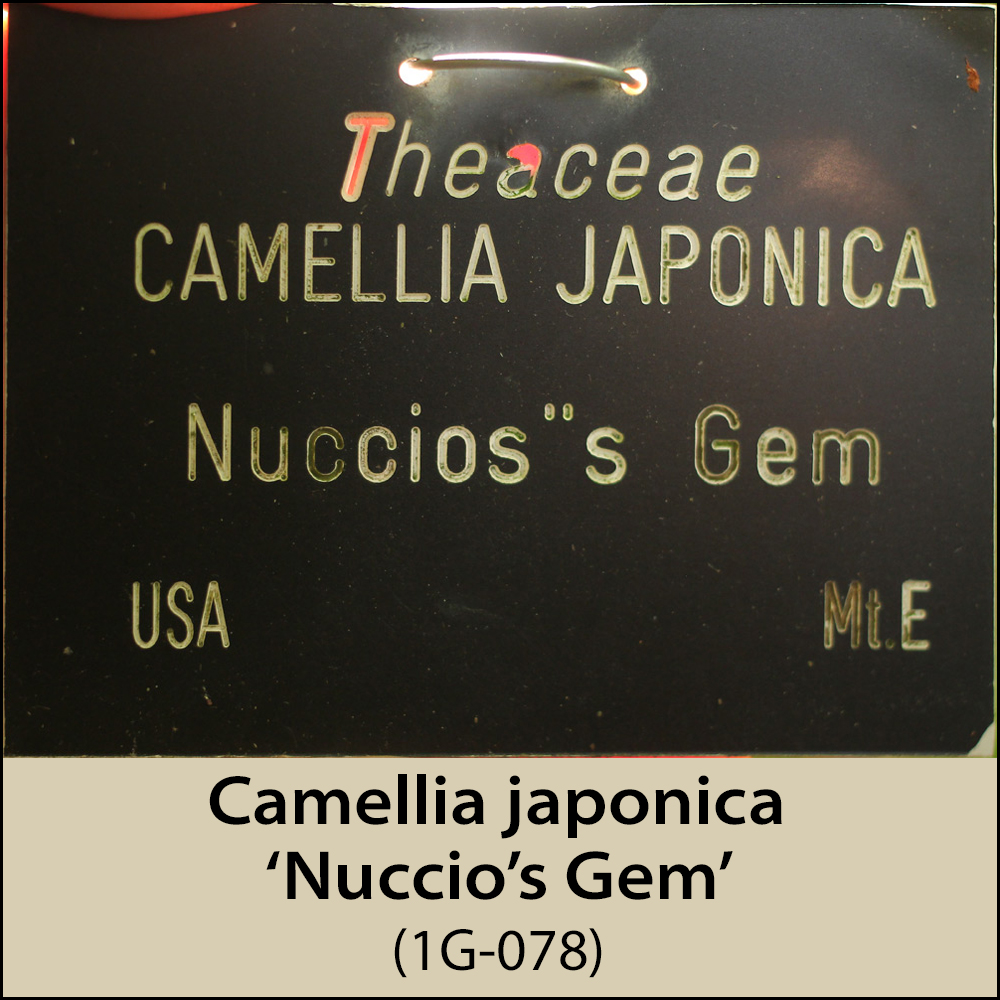 Theaceae
CAMELLIA JAPONICA
Nuccios"s Gem
USA Mt.E
Camellia japonica
‘Nuccio’s Gem’
(1G-078)